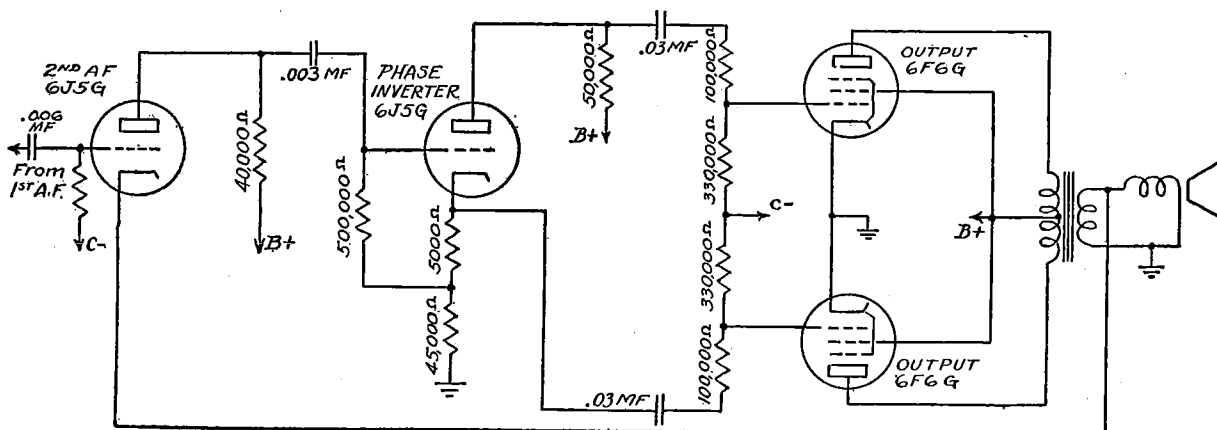 2ND AF
6J5G
.006
MF
From
1ST A.F.
C-
40,000Ω
B+
.003 MF
500,000Ω
PHASE
INVERTER
6J5G
5000Ω
45,000Ω
50,000Ω
B+
.03 MF
.03 MF
100,000Ω
330,000Ω
C-
330,000Ω
100,000Ω
OUTPUT
6F6G
B+
OUTPUT
6F6G